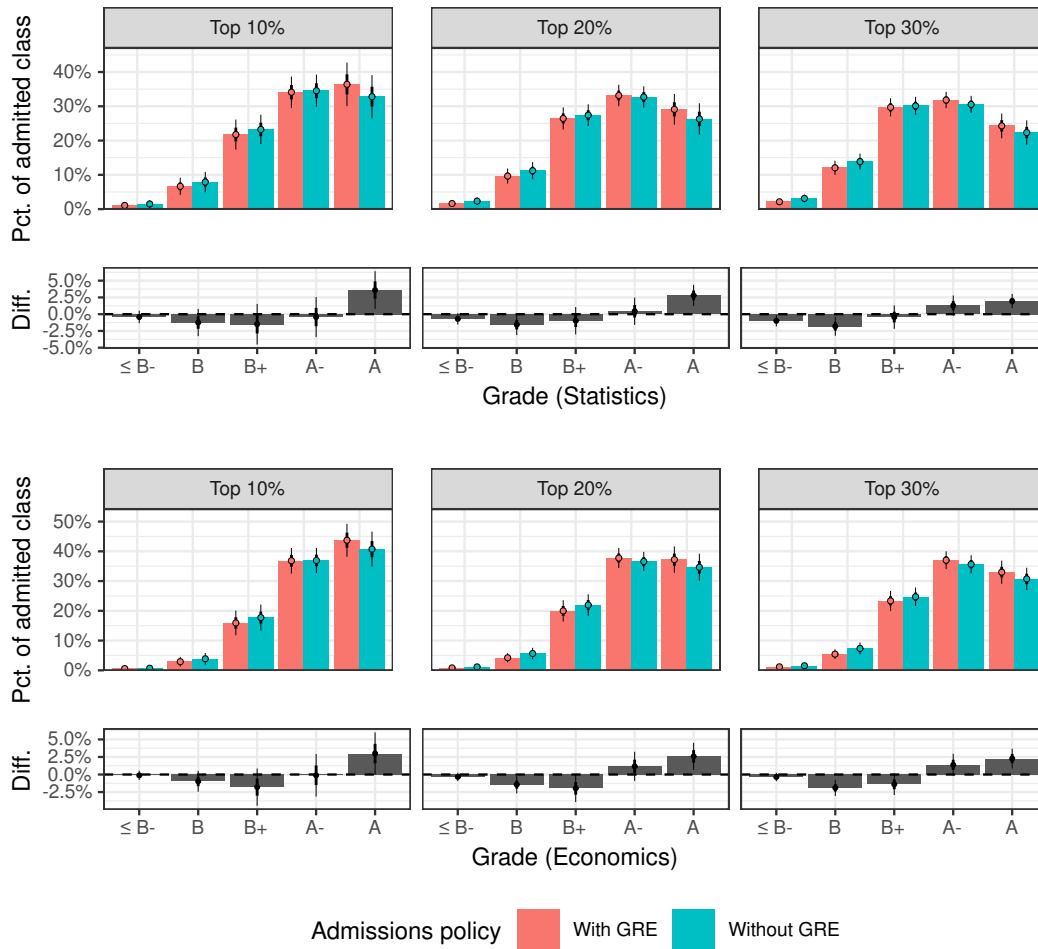 Top 10% Top 20% Top 30%
Pct. of admitted class
40%
30%
20%
10%
0%
Diff.
5.0%
2.5%
0.0%
-2.5%
-5.0%
≤ B- B B+ A- A ≤ B- B B+ A- A ≤ B- B B+ A- A
Grade (Statistics)
Top 10% Top 20% Top 30%
Pct. of admitted class
50%
40%
30%
20%
10%
0%
Diff.
5.0%
2.5%
0.0%
-2.5%
≤ B- B B+ A- A ≤ B- B B+ A- A ≤ B- B B+ A- A
Grade (Economics)
Admissions policy With GRE Without GRE